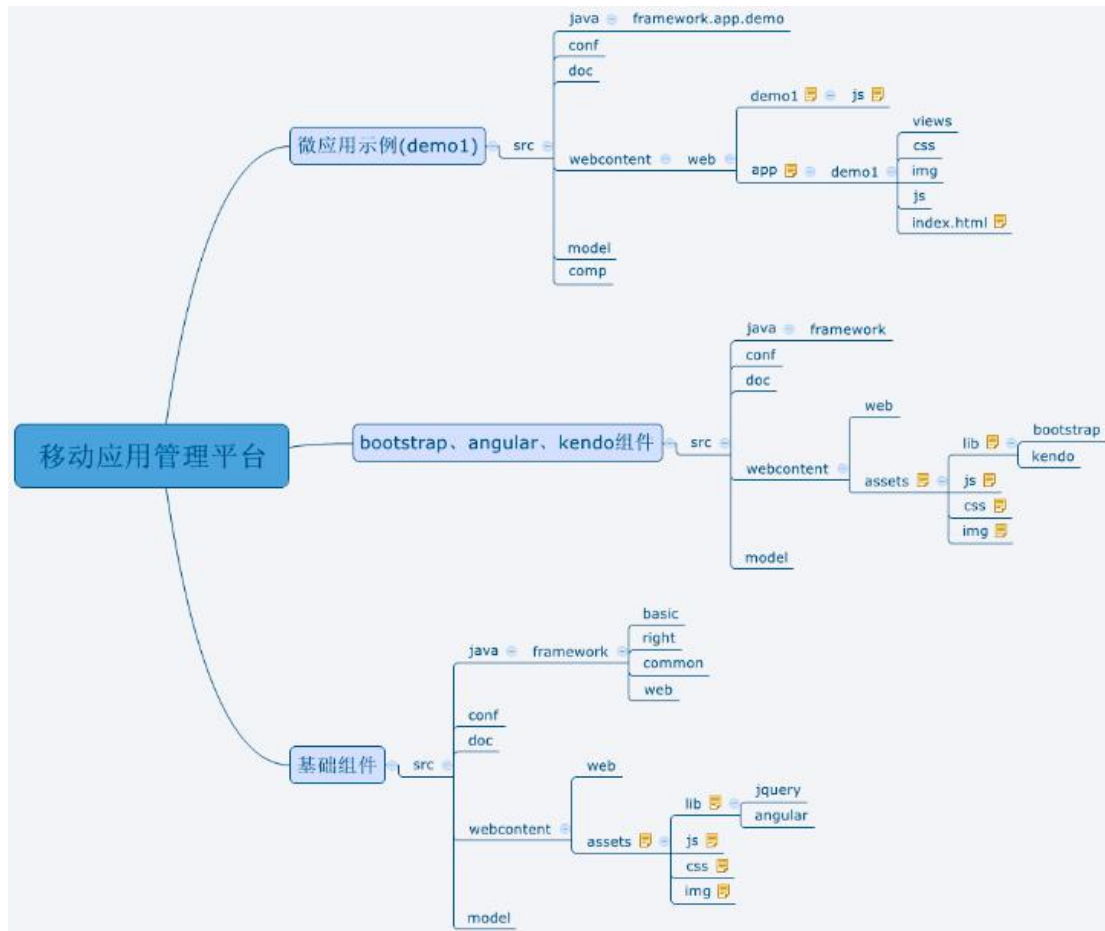 移动应用管理平台
微应用示例(demo1)
src
java
framework.app.demo
conf
doc
webcontent
web
demo1
js
app
demo1
views
css
img
js
index.html
model
comp
bootstrap、angular、kendo组件
src
java
framework
conf
doc
webcontent
web
assets
lib
bootstrap
kendo
js
css
img
model
基础组件
src
java
framework
basic
right
common
web
conf
doc
webcontent
web
assets
lib
jquery
angular
js
css
img
model